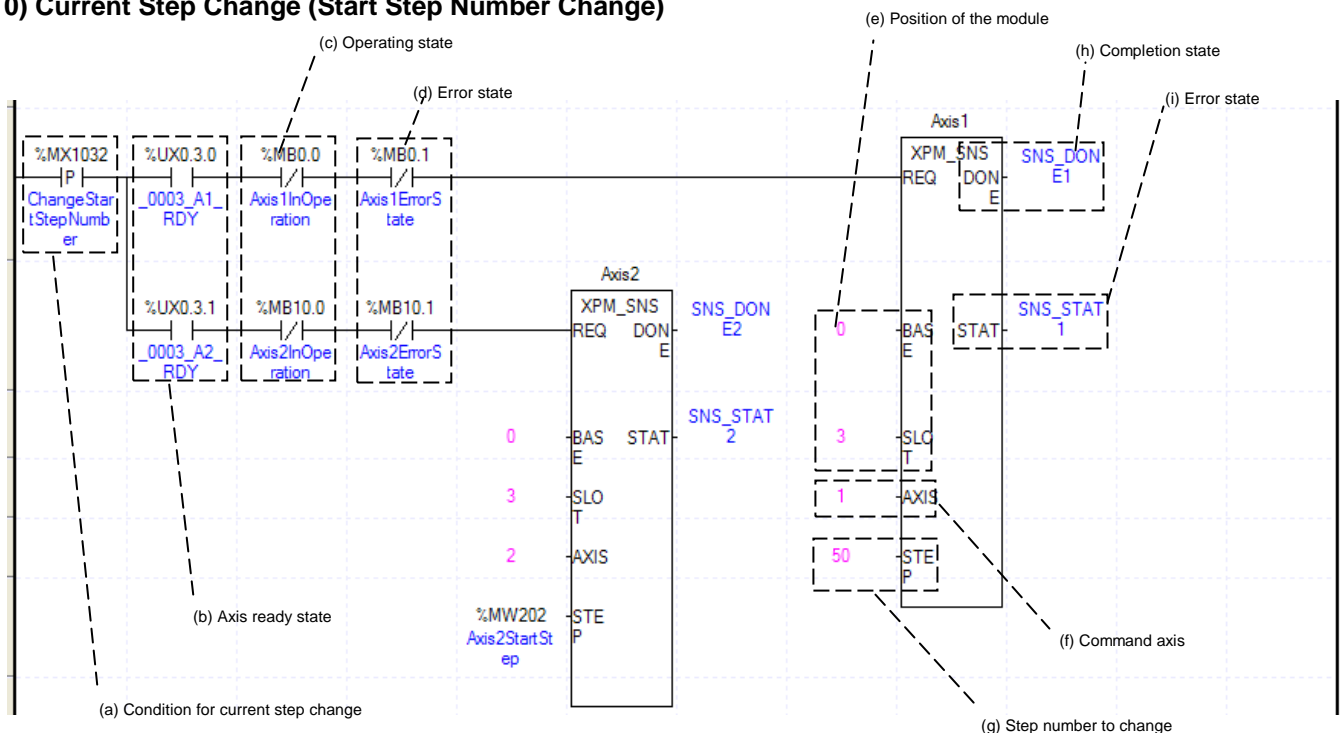 0) Current Step Change (Start Step Number Change)
(e) Position of the module
(c) Operating state
(h) Completion state
(d) Error state
(i) Error state
Axis1
%MX1032
%UX0.3.0
%MB0.0
%MB0.1
XPM_SNS
SNS_DON
E1
P
REQ
DON
E
ChangeStar
tStepNumb
er
_0003_A1_
RDY
Axis1InOpe
ration
Axis1ErrorS
tate
Axis2
%UX0.3.1
%MB10.0
%MB10.1
XPM_SNS
SNS_DON
E2
REQ
DON
E
0
BAS
E
STAT
SNS_STAT
1
_0003_A2_
RDY
Axis2InOpe
ration
Axis2ErrorS
tate
0
BAS
E
STAT
SNS_STAT
2
3
SLO
T
3
SLO
T
1
AXIS
2
AXIS
50
STE
P
%MW202
Axis2StartSt
ep
STE
P
(b) Axis ready state
(f) Command axis
(a) Condition for current step change
(g) Step number to change